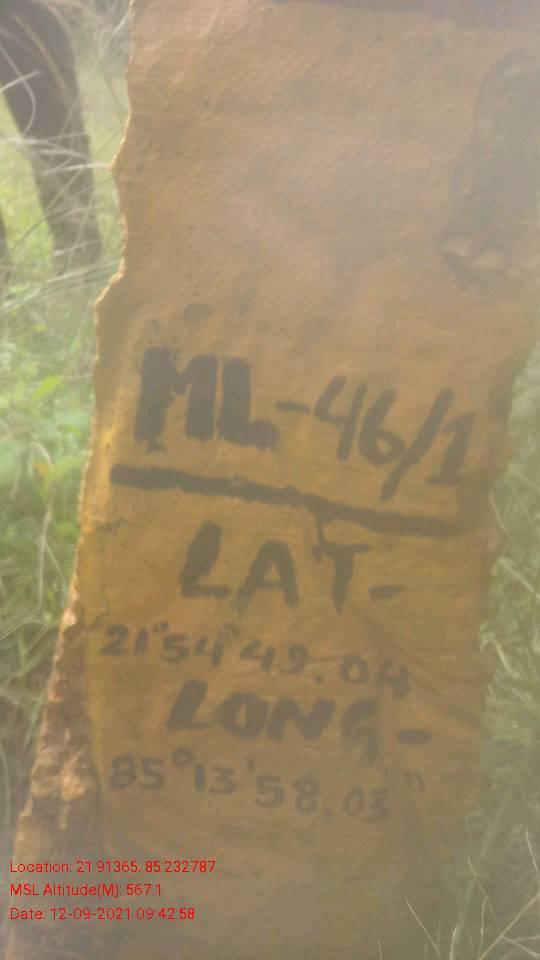 ML-46/1
LAT-
21°54'49.04
LONG-
85°13'58.03"
Location: 21.91365, 85.232787
MSL Altitude(M): 567.1
Date: 12-09-2021 09:42:58